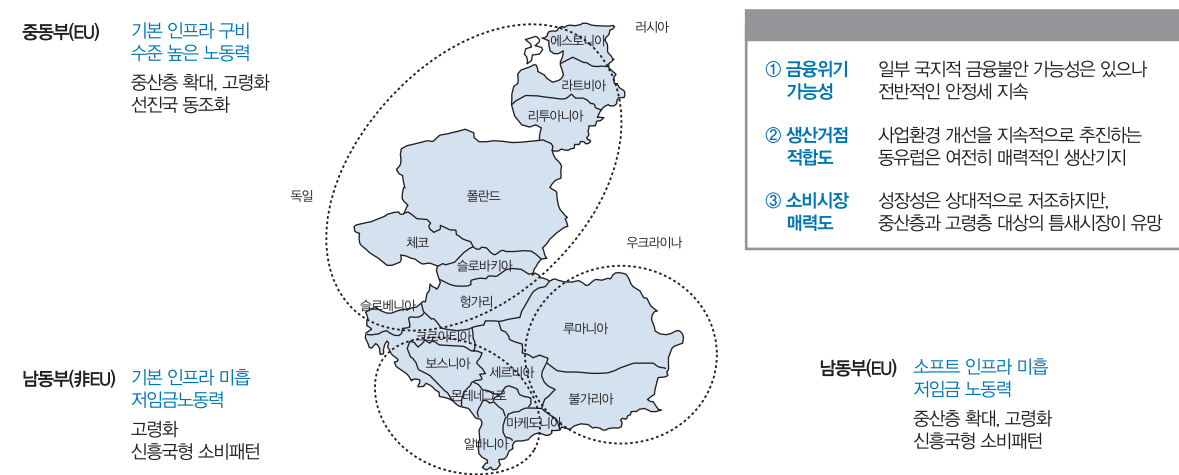 중동부(EU)
기본 인프라 구비
수준 높은 노동력
중산층 확대, 고령화
선진국 동조화
러시아
에스토니아
라트비아
리투아니아
독일
폴란드
체코
슬로바키아
우크라이나
헝가리
슬로베니아
루마니아
크로아티아
보스니아
세르비아
몬테네그로
불가리아
마케도니아
알바니아
① 금융위기
가능성
일부 국지적 금융불안 가능성은 있으나
전반적인 안정세 지속
② 생산거점
적합도
사업환경 개선을 지속적으로 추진하는
동유럽은 여전히 매력적인 생산기지
③ 소비시장
매력도
성장성은 상대적으로 저조하지만,
중산층과 고령층 대상의 틈새시장이 유망
남동부(非EU)
기본 인프라 미흡
저임금노동력
고령화
신흥국형 소비패턴
남동부(EU)
소프트 인프라 미흡
저임금 노동력
중산층 확대, 고령화
신흥국형 소비패턴